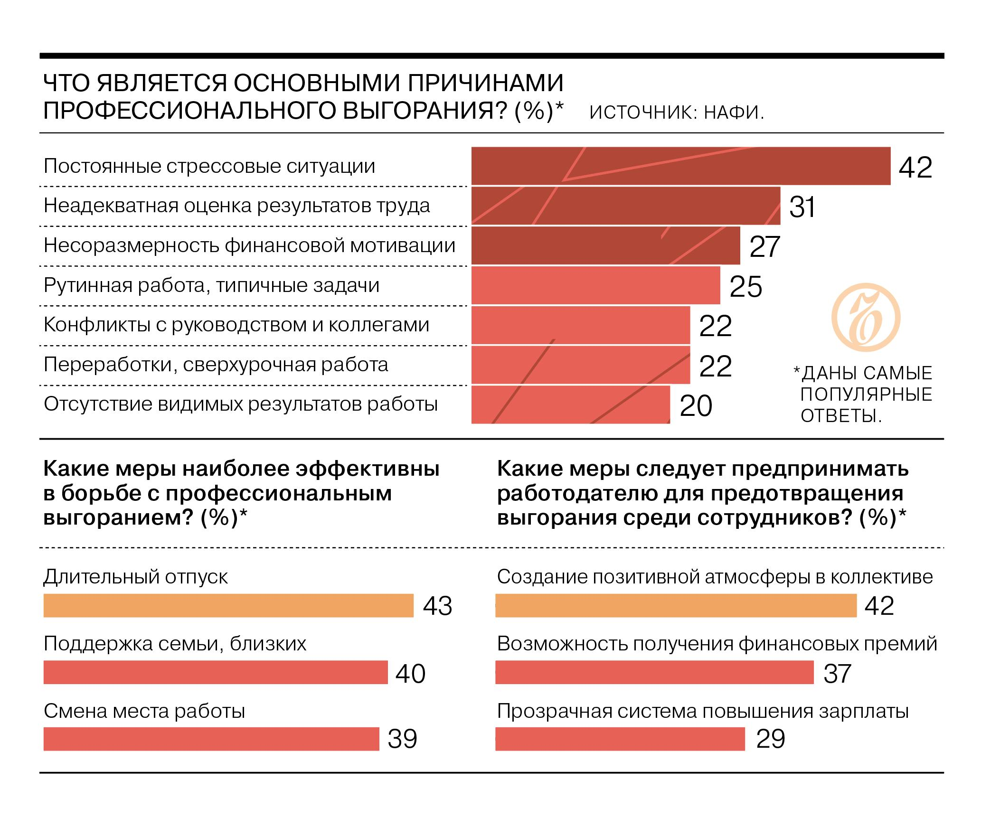 ЧТО ЯВЛЯЕТСЯ ОСНОВНЫМИ ПРИЧИНАМИ
ПРОФЕССИОНАЛЬНОГО ВЫГОРАНИЯ? (%)* ИСТОЧНИК: НАФИ.
Постоянные стрессовые ситуации 42
Неадекватная оценка результатов труда 31
Несоразмерность финансовой мотивации 27
Рутинная работа, типичные задачи 25
Конфликты с руководством и коллегами 22
Переработки, сверхурочная работа 22
Отсутствие видимых результатов работы 20
Ъ
*ДАНЫ САМЫЕ
ПОПУЛЯРНЫЕ
ОТВЕТЫ.
Какие меры наиболее эффективны
в борьбе с профессиональным
выгоранием? (%)*
Длительный отпуск
43
Поддержка семьи, близких
40
Смена места работы
39
Какие меры следует предпринимать
работодателю для предотвращения
выгорания среди сотрудников? (%)*
Создание позитивной атмосферы в коллективе
42
Возможность получения финансовых премий
37
Прозрачная система повышения зарплаты
29